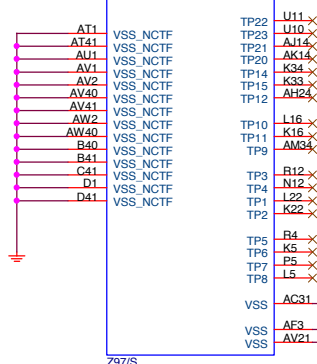 AT1 VSS_NCTF
AT41 VSS_NCTF
AU1 VSS_NCTF
AV1 VSS_NCTF
AV2 VSS_NCTF
AV40 VSS_NCTF
AV41 VSS_NCTF
AW2 VSS_NCTF
AW40 VSS_NCTF
B40 VSS_NCTF
B41 VSS_NCTF
C41 VSS_NCTF
D1 VSS_NCTF
D41 VSS_NCTF
TP22 U11
TP23 U10
TP21 AJ14
TP20 AK14
TP14 K34
TP15 K33
TP12 AH24
TP10 L16
TP11 K16
TP9 AM34
TP3 R12
TP4 N12
TP1 L22
TP2 K22
TP5 R4
TP6 K5
TP7 P5
TP8 L5
VSS AC31
VSS AF3
VSS AV21
Z97/S